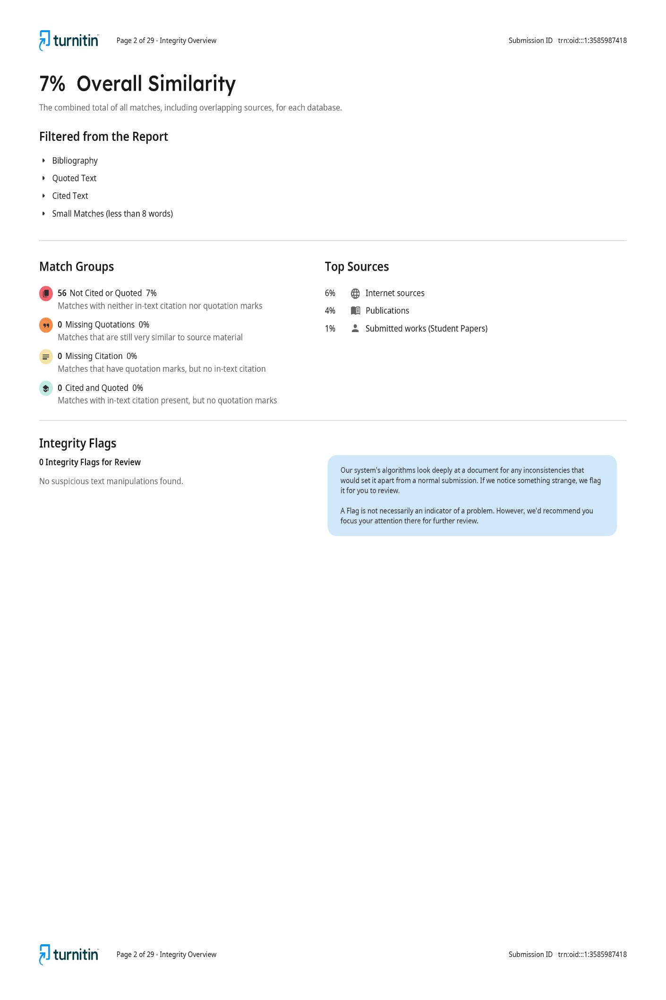 turnitin Page 2 of 29 - Integrity Overview Submission ID trn:oid:::1:3585987418
7% Overall Similarity
The combined total of all matches, including overlapping sources, for each database.
Filtered from the Report
Bibliography
Quoted Text
Cited Text
Small Matches (less than 8 words)
Match Groups
56 Not Cited or Quoted 7%
Matches with neither in-text citation nor quotation marks
0 Missing Quotations 0%
Matches that are still very similar to source material
0 Missing Citation 0%
Matches that have quotation marks, but no in-text citation
0 Cited and Quoted 0%
Matches with in-text citation present, but no quotation marks
Top Sources
6% Internet sources
4% Publications
1% Submitted works (Student Papers)
Integrity Flags
0 Integrity Flags for Review
No suspicious text manipulations found.
Our system's algorithms look deeply at a document for any inconsistencies that
would set it apart from a normal submission. If we notice something strange, we flag
it for you to review.
A Flag is not necessarily an indicator of a problem. However, we'd recommend you
focus your attention there for further review.
turnitin Page 2 of 29 - Integrity Overview Submission ID trn:oid:::1:3585987418